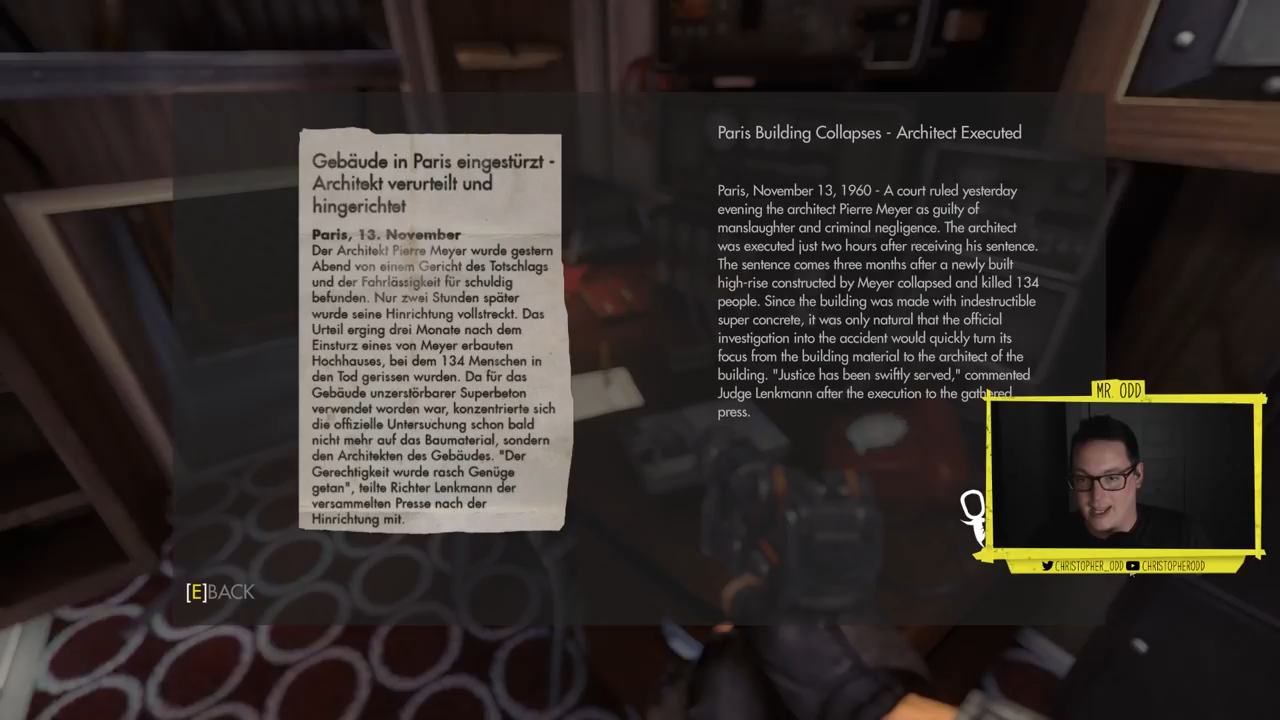 Gebäude in Paris eingestürzt -
Architekt verurteilt und
hingerichtet
Paris, 13. November
Der Architekt Pierre Meyer wurde gestern
Abend von einem Gericht des Totschlags
und der Fahrlässigkeit für schuldig
befunden. Nur zwei Stunden später
wurde seine Hinrichtung vollstreckt. Das
Urteil erging drei Monate nach dem
Einsturz eines von Meyer erbauten
Hochhauses, bei dem 134 Menschen in
den Tod gerissen wurden. Da für das
Gebäude unzerstörbarer Superbeton
verwendet worden war, konzentrierte sich
die offizielle Untersuchung schon bald
nicht mehr auf das Baumaterial, sondern
den Architekten des Gebäudes. "Der
Gerechtigkeit wurde rasch Genüge
getan", teilte Richter Lenkmann der
versammelten Presse nach der
Hinrichtung mit.
Paris Building Collapses - Architect Executed
Paris, November 13, 1960 - A court ruled yesterday
evening the architect Pierre Meyer as guilty of
manslaughter and criminal negligence. The architect
was executed just two hours after receiving his sentence.
The sentence comes three months after a newly built
high-rise constructed by Meyer collapsed and killed 134
people. Since the building was made with indestructible
super concrete, it was only natural that the official
investigation into the accident would quickly turn its
focus from the building material to the architect of the
building. "Justice has been swiftly served," commented
Judge Lenkmann after the execution to the gathered
press.
MR. ODD
CHRISTOPHER_ODD CHRISTOPHERODD
[E]BACK